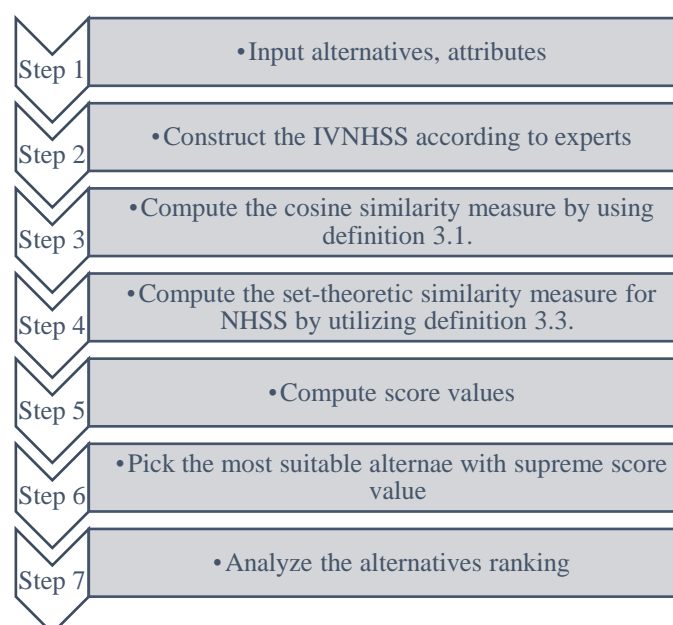 Step 1
•Input alternatives, attributes
Step 2
•Construct the IVNHSS according to experts
Step 3
•Compute the cosine similarity measure by using
definition 3.1.
Step 4
•Compute the set-theoretic similarity measure for
NHSS by utilizing definition 3.3.
Step 5
•Compute score values
Step 6
•Pick the most suitable alternae with supreme score
value
Step 7
•Analyze the alternatives ranking